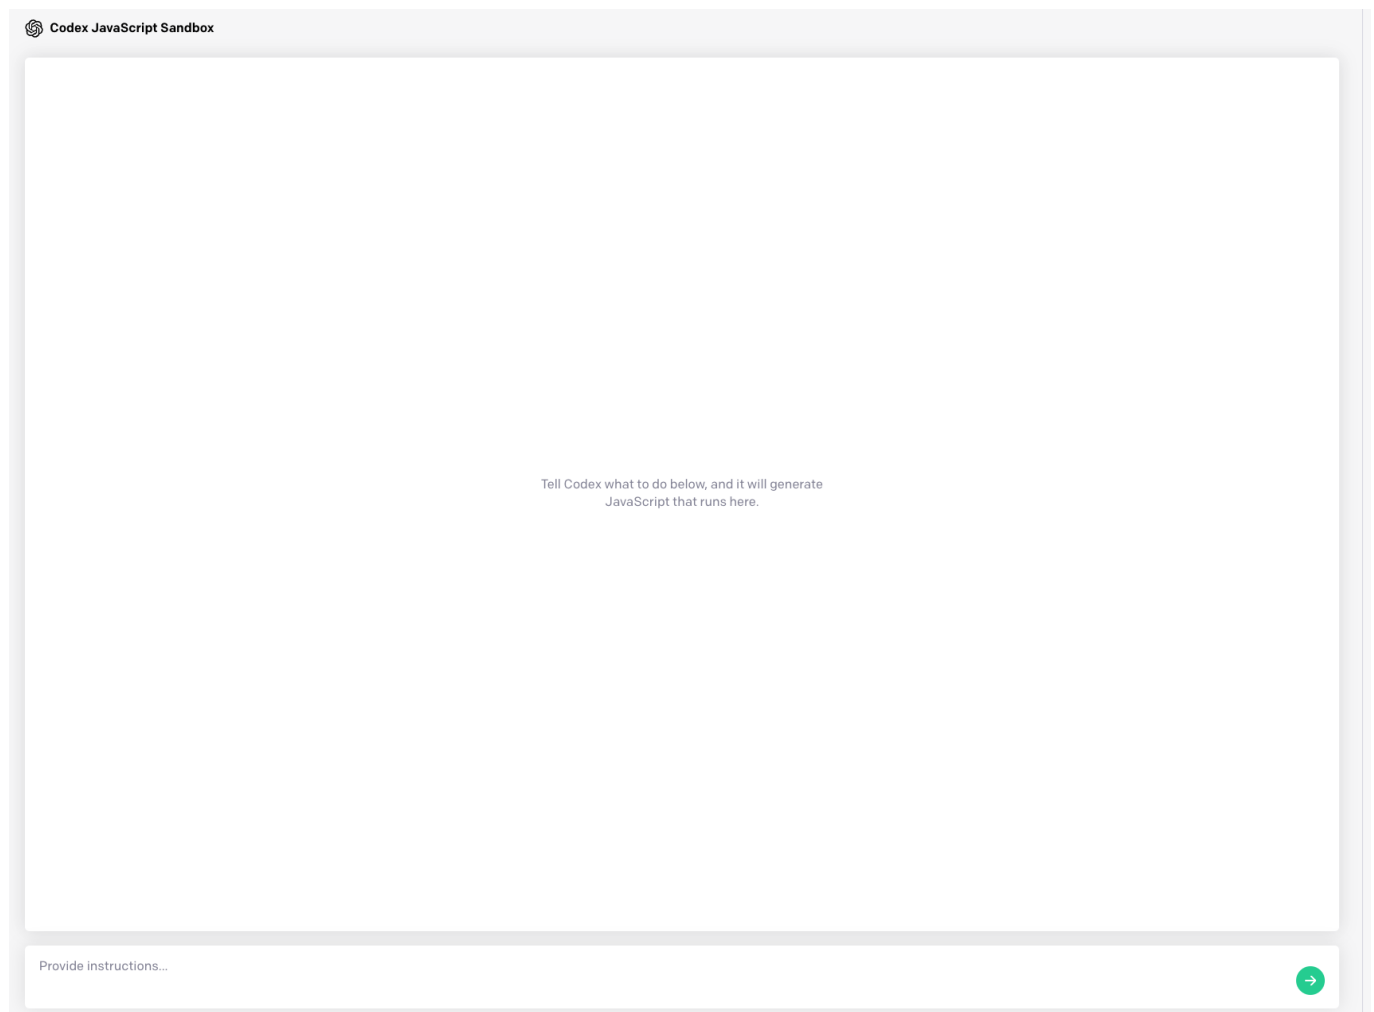 Codex JavaScript Sandbox
Tell Codex what to do below, and it will generate
JavaScript that runs here.
Provide instructions...